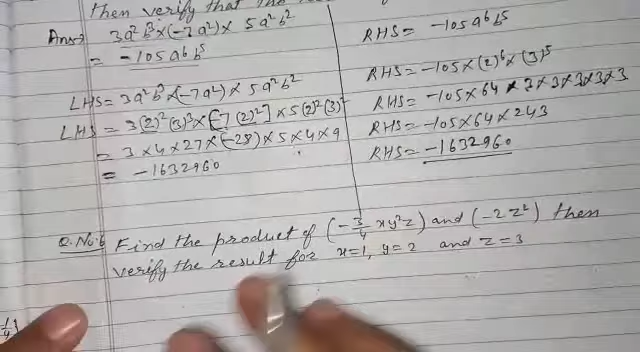 then verify that the
Ans:- 3a²b³×(-7a²)× 5a²b²
= -105a⁶b⁵
LHS = 3a²b³×(-7a²) × 5a²b²
LHS = 3(2)²(3)³×[-7(2)²]×5(2)²(3)²
= 3×4×27×(-28)×5×4×9
= -1632960
RHS = -105a⁶b⁵
RHS = -105×(2)⁶×(3)⁵
RHS = -105×64×3×3×3×3×3
RHS = -105×64×243
RHS = -1632960
Q.No:6 Find the product of (-3/4 xy²z) and (-2z²) then
verify the result for x=1, y=2 and z=3